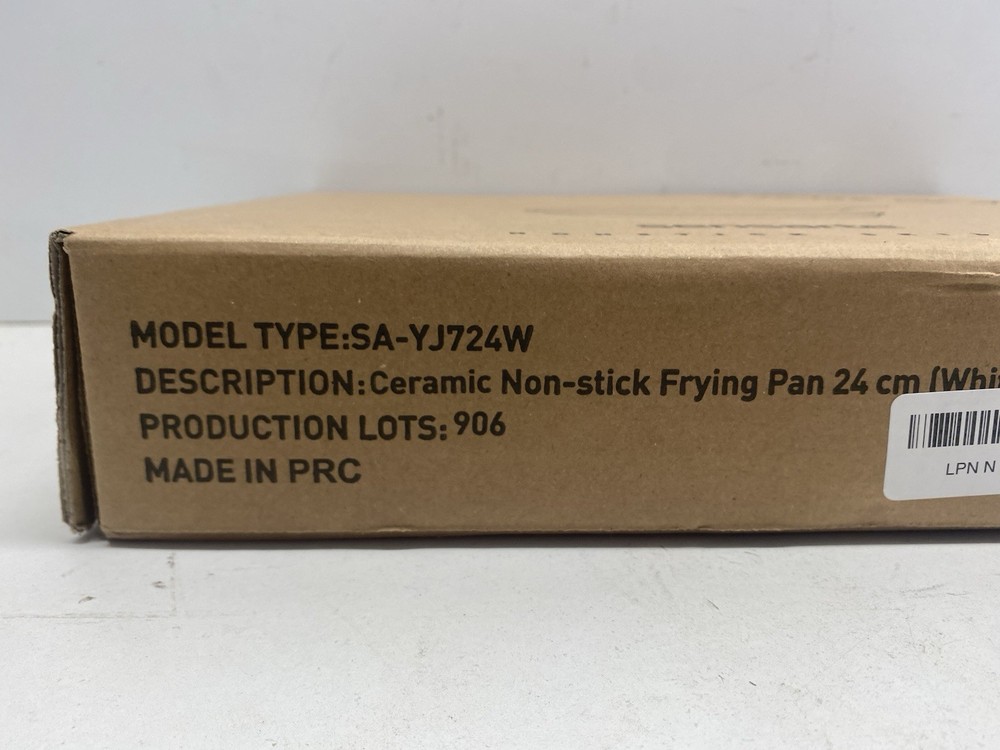 MODEL TYPE:SA-YJ724W
DESCRIPTION:Ceramic Non-stick Frying Pan 24 cm (Whi
PRODUCTION LOTS: 906
MADE IN PRC
LPN N